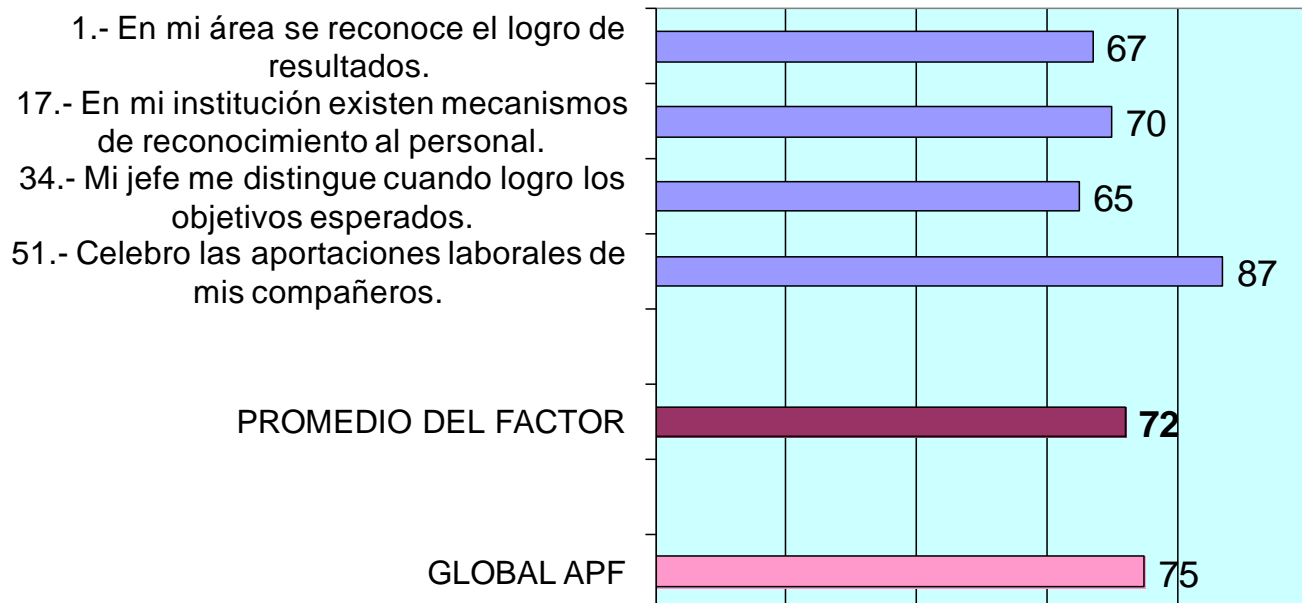 1.- En mi área se reconoce el logro de
resultados.
67
17.- En mi institución existen mecanismos
de reconocimiento al personal.
70
34.- Mi jefe me distingue cuando logro los
objetivos esperados.
65
51.- Celebro las aportaciones laborales de
mis compañeros.
87
PROMEDIO DEL FACTOR
72
GLOBAL APF
75